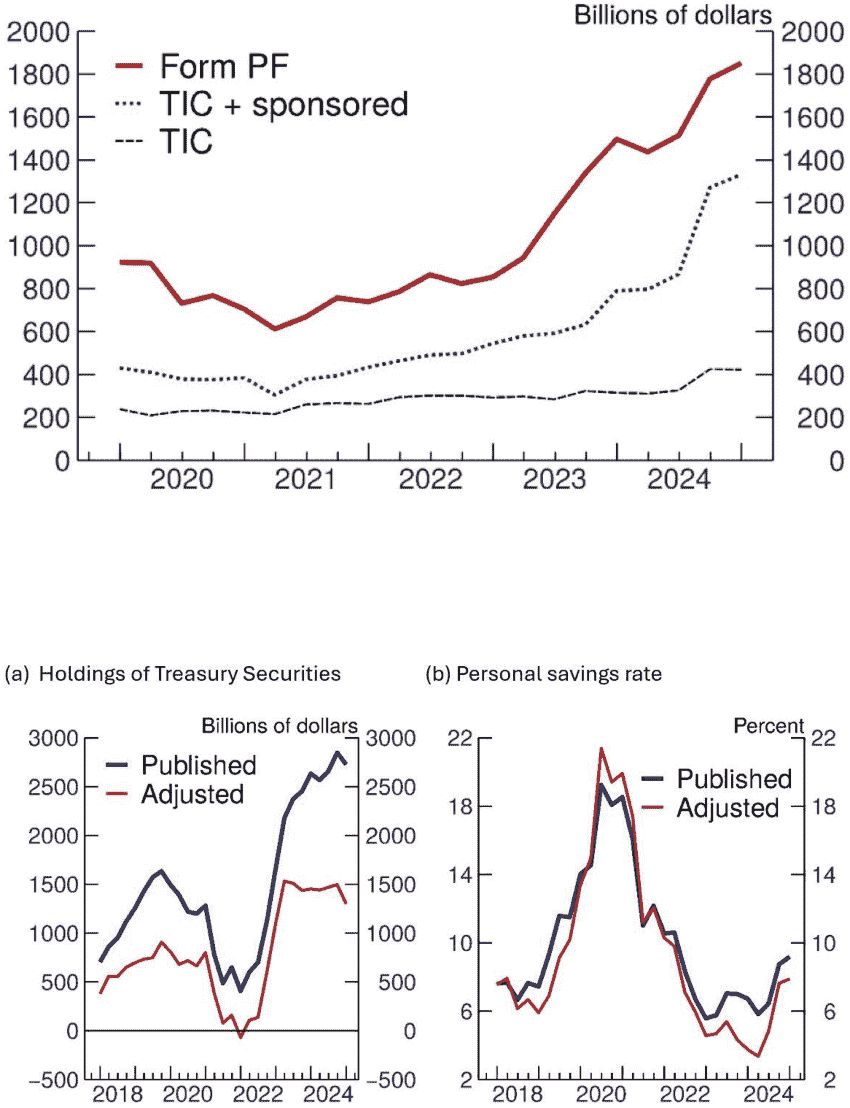 Billions of dollars
2000 2000
1800 1800
1600 1600
1400 1400
1200 1200
1000 1000
800 800
600 600
400 400
200 200
0 0
Form PF
TIC + sponsored
TIC
2020 2021 2022 2023 2024
(a) Holdings of Treasury Securities
Billions of dollars
3000 3000
2500 2500
2000 2000
1500 1500
1000 1000
500 500
0 0
−500 −500
Published
Adjusted
2018 2020 2022 2024
(b) Personal savings rate
Percent
22 22
18 18
14 14
10 10
6 6
2 2
Published
Adjusted
2018 2020 2022 2024